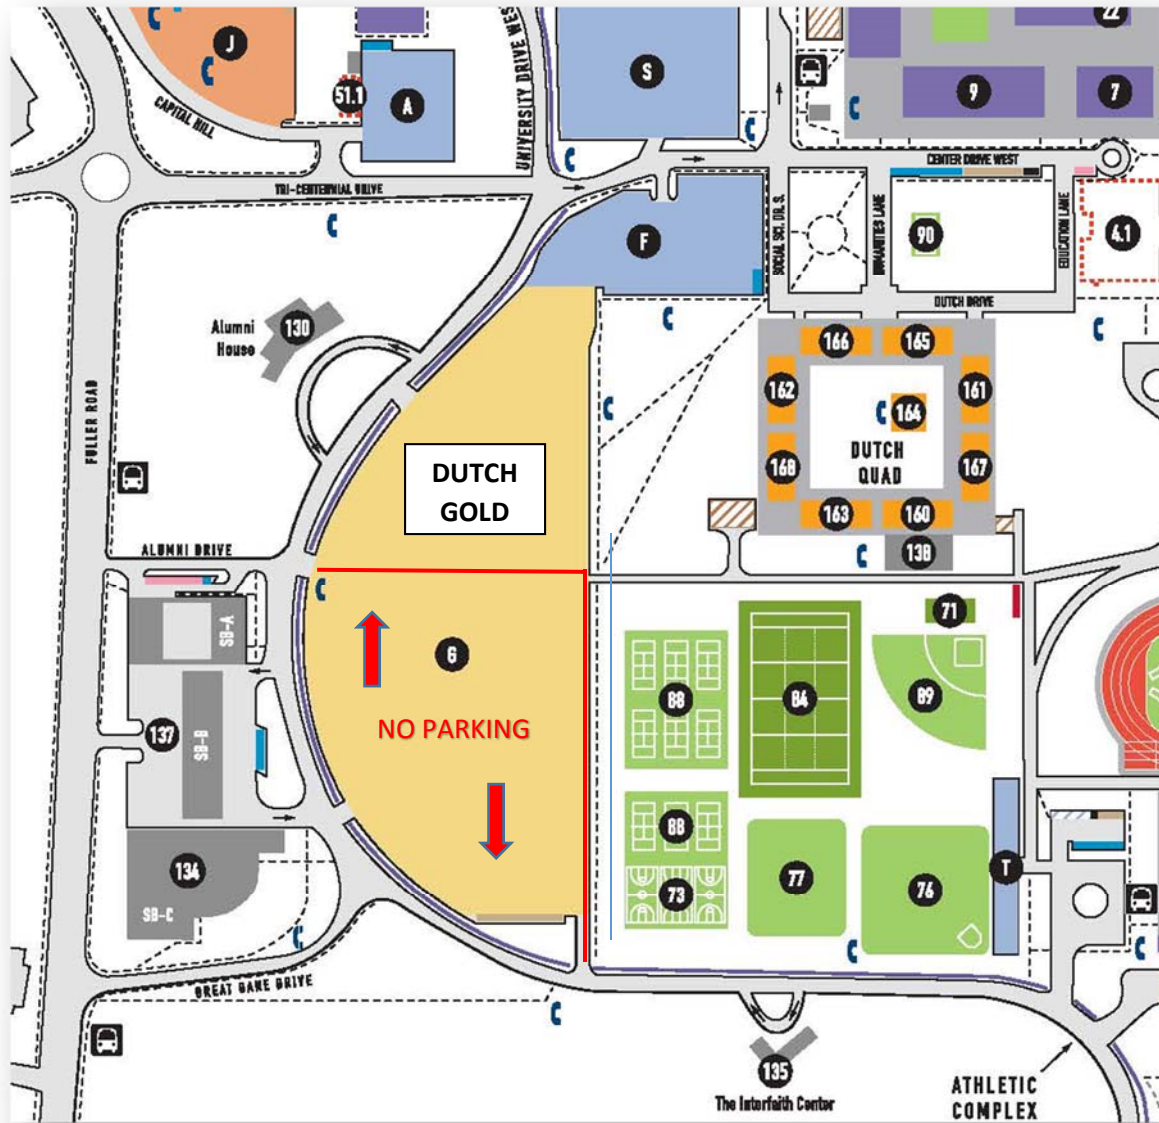 22
J
S
9
7
51.1
A
CAPITAL HILL
UNIVERSITY DRIVE WES
CENTER DRIVE WEST
TRI-CENTENNIAL DRIVE
F
SOCIAL SCI. DR. S.
HUMANITIES LANE
90
EDUCATION LANE
4.1
DUTCH DRIVE
Alumni
House
130
166
165
162
161
164
FULLER ROAD
DUTCH
GOLD
DUTCH
QUAD
168
167
163
160
ALUMNI DRIVE
138
SB-A
71
6
88
84
89
NO PARKING
137
SB-B
88
134
73
77
76
T
SB-C
GREAT DANE DRIVE
135
The Interfaith Center
ATHLETIC
COMPLEX